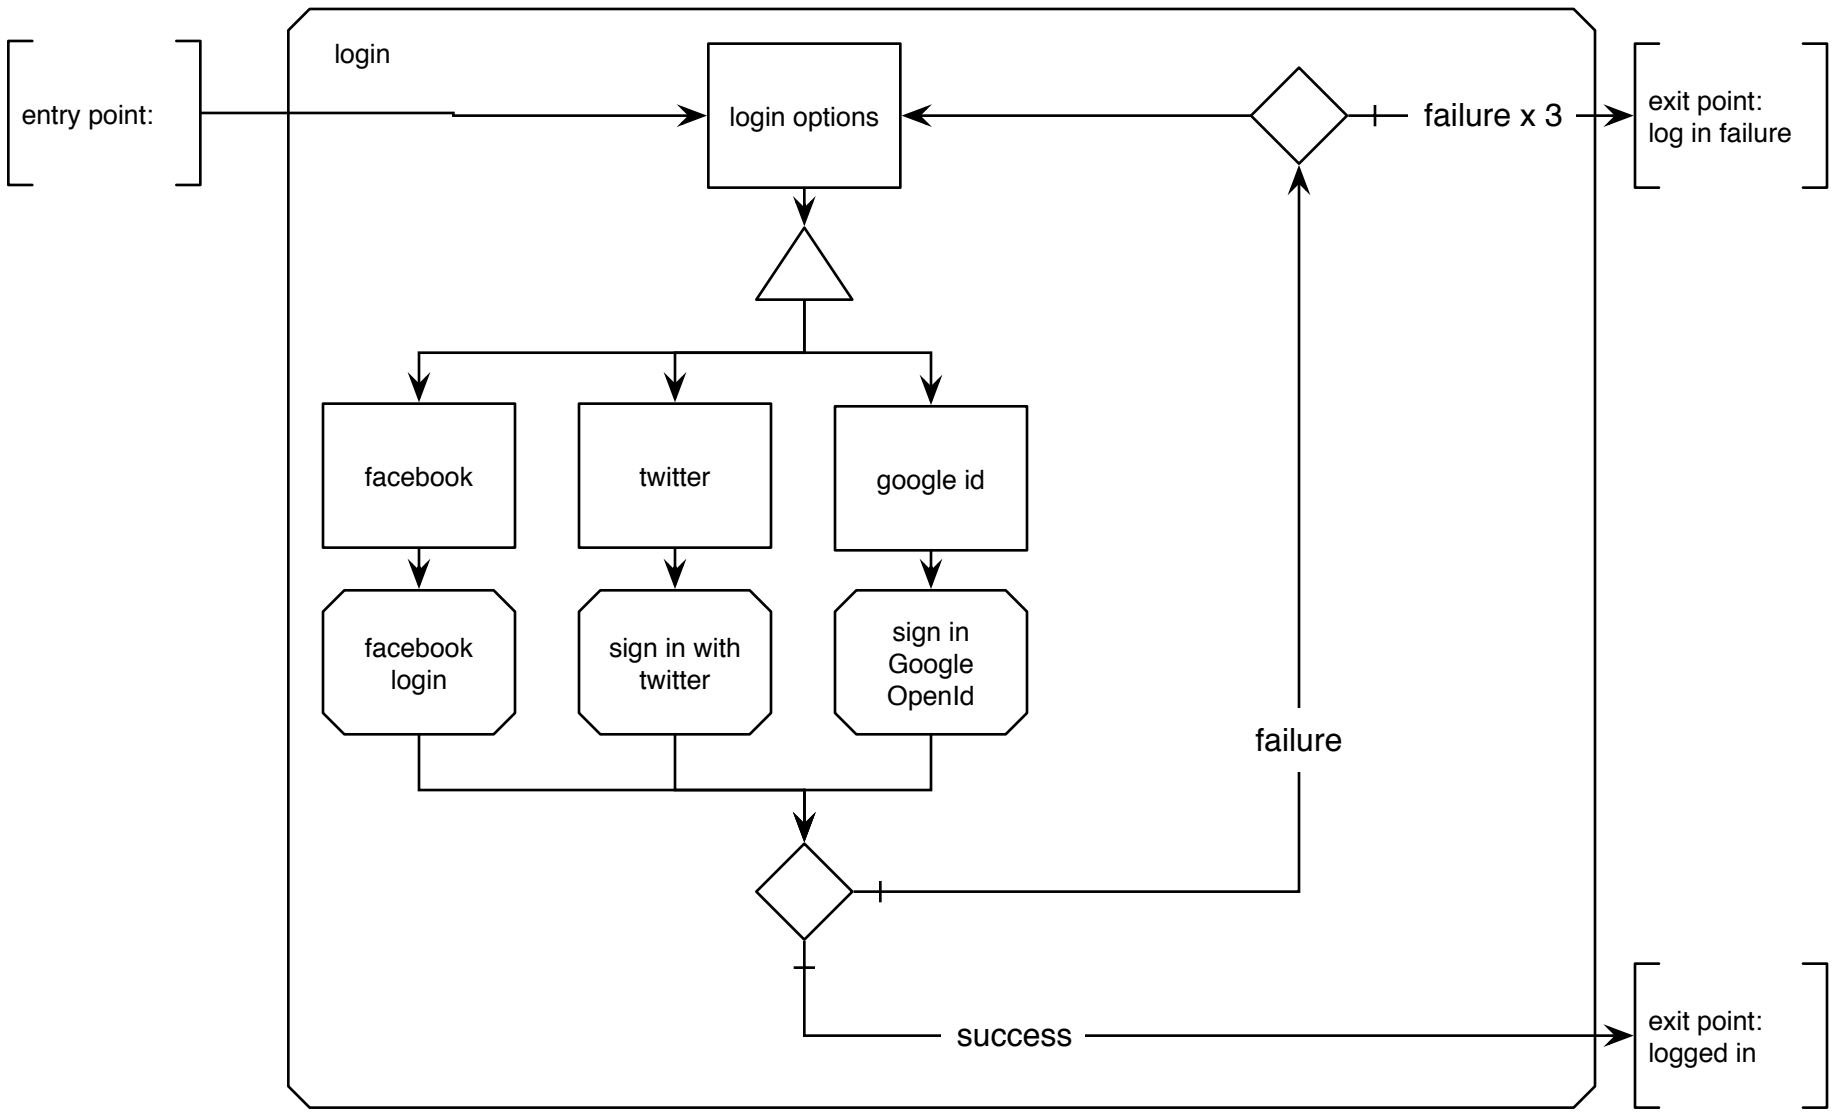 login
entry point:
login options
failure x 3
exit point:
log in failure
facebook
twitter
google id
facebook
login
sign in with
twitter
sign in
Google
OpenId
failure
success
exit point:
logged in